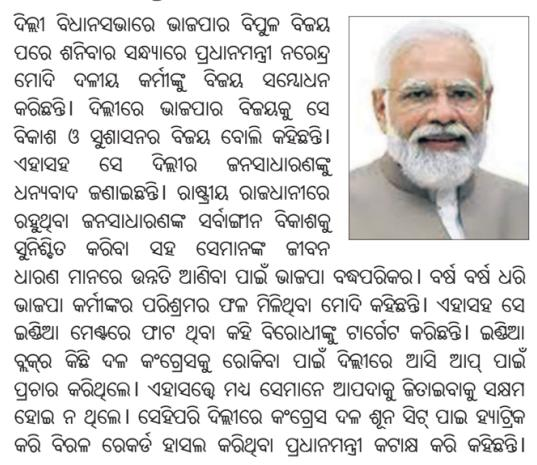 ଦିଲ୍ଲୀ ବିଧାନସଭାରେ ଭାଜପାର ବିପୁଳ ବିଜୟ
ପରେ ଶନିବାର ସନ୍ଧ୍ୟାରେ ପ୍ରଧାନମନ୍ତ୍ରୀ ନରେନ୍ଦ୍ର
ମୋଦି ଦଳୀୟ କର୍ମୀଙ୍କୁ ବିଜୟ ସମ୍ବୋଧନ
କରିଛନ୍ତି। ଦିଲ୍ଲୀରେ ଭାଜପାର ବିଜୟକୁ ସେ
ବିକାଶ ଓ ସୁଶାସନର ବିଜୟ ବୋଲି କହିଛନ୍ତି।
ଏହାସହ ସେ ଦିଲ୍ଲୀର ଜନସାଧାରଣଙ୍କୁ
ଧନ୍ୟବାଦ ଜଣାଇଛନ୍ତି। ରାଷ୍ଟ୍ରୀୟ ରାଜଧାନୀରେ
ରହୁଥିବା ଜନସାଧାରଣଙ୍କ ସର୍ବାଙ୍ଗୀନ ବିକାଶକୁ
ସୁନିଶ୍ଚିତ କରିବା ସହ ସେମାନଙ୍କ ଜୀବନ
ଧାରଣ ମାନରେ ଉନ୍ନତି ଆଣିବା ପାଇଁ ଭାଜପା ବଦ୍ଧପରିକର। ବର୍ଷ ବର୍ଷ ଧରି
ଭାଜପା କର୍ମୀଙ୍କର ପରିଶ୍ରମର ଫଳ ମିଳିଥିବା ମୋଦି କହିଛନ୍ତି। ଏହାସହ ସେ
ଇଣ୍ଡିଆ ମେଣ୍ଟରେ ଫାଟ ଥିବା କହି ବିରୋଧୀଙ୍କୁ ଟାର୍ଗେଟ କରିଛନ୍ତି। ଇଣ୍ଡିଆ
ବ୍ଲକ୍‌ର କିଛି ଦଳ କଂଗ୍ରେସକୁ ରୋକିବା ପାଇଁ ଦିଲ୍ଲୀରେ ଆସି ଆପ୍ ପାଇଁ
ପ୍ରଚାର କରିଥିଲେ। ଏହାସତ୍ତ୍ୱେ ମଧ୍ୟ ସେମାନେ ଆପଦାକୁ ଜିତାଇବାକୁ ସକ୍ଷମ
ହୋଇ ନ ଥିଲେ। ସେହିପରି ଦିଲ୍ଲୀରେ କଂଗ୍ରେସ ଦଳ ଶୂନ ସିଟ୍ ପାଇ ହ୍ୟାଟ୍ରିକ
କରି ବିରଳ ରେକର୍ଡ ହାସଲ କରିଥିବା ପ୍ରଧାନମନ୍ତ୍ରୀ କଟାକ୍ଷ କରି କହିଛନ୍ତି।